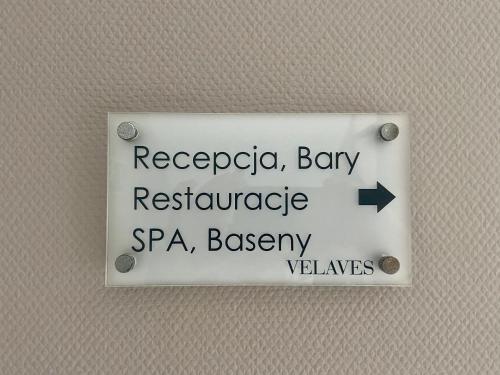 Recepcja, Bary
Restauracje
SPA, Baseny
VELAVES